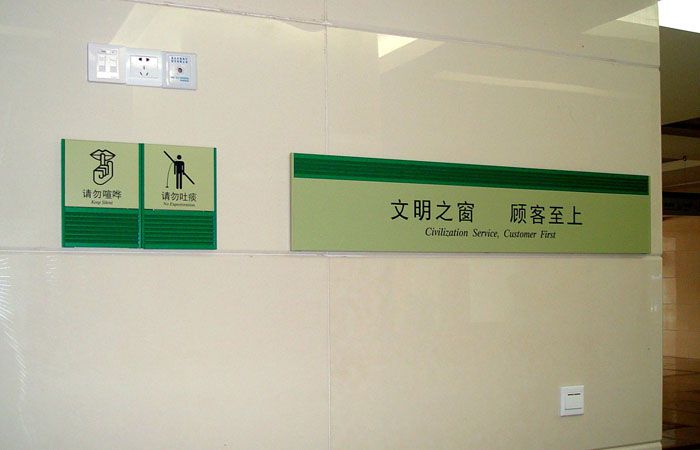 请勿喧哗
Keep Silent
请勿吐痰
No Expectoration
文明之窗 顾客至上
Civilization Service, Customer First